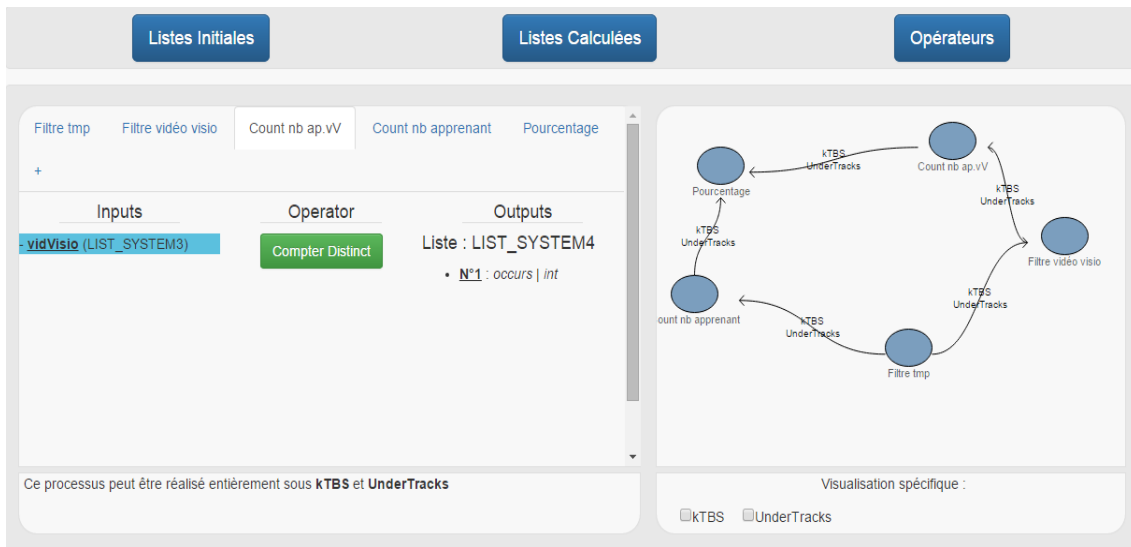 Listes Initiales
Listes Calculées
Opérateurs
Filtre tmp
Filtre vidéo visio
Count nb ap.vV
Count nb apprenant
Pourcentage
+
Inputs
Operator
Outputs
- vidVisio (LIST_SYSTEM3)
Compter Distinct
Liste : LIST_SYSTEM4
• N°1 : occurs | int
Ce processus peut être réalisé entièrement sous kTBS et UnderTracks
Pourcentage
kTBS
UnderTracks
Count nb ap.vV
kTBS
UnderTracks
Filtre vidéo visio
kTBS
UnderTracks
ount nb apprenant
kTBS
UnderTracks
kTBS
UnderTracks
Filtre tmp
Visualisation spécifique :
kTBS
UnderTracks